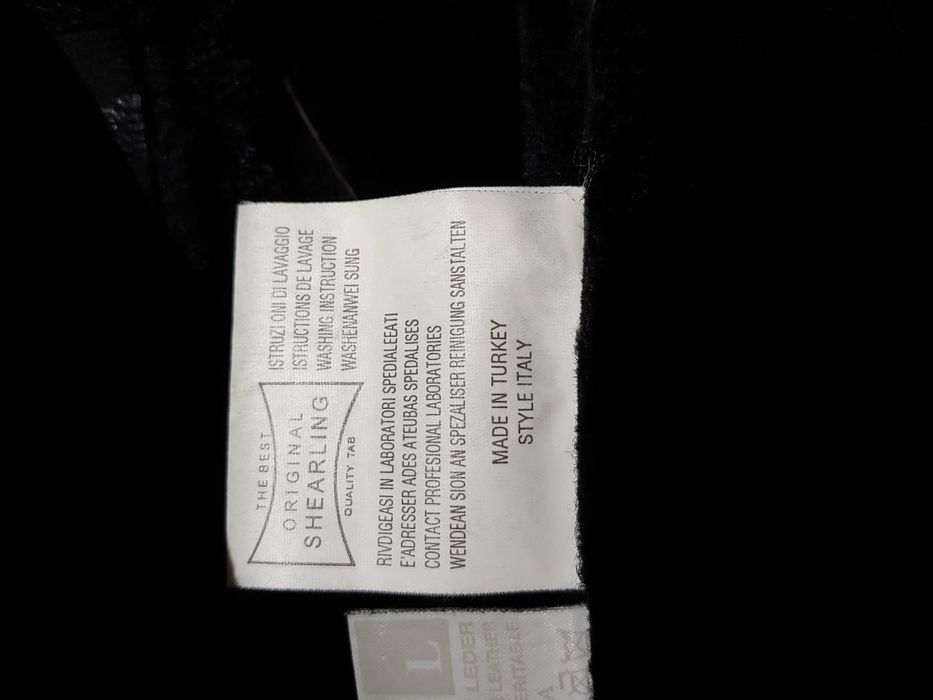 THE BEST
ORIGINAL
SHEARLING
QUALITY TAB
ISTRUZI ONI DI LAVAGGIO
ISTRUCTIONS DE LAVAGE
WASHING INSTRUCTION
WASHENANWEI SUNG
RIVDIGEASI IN LABORATORI SPEDIALEEATI
E'ADRESSER ADES ATEUBAS SPEDALISES
CONTACT PROFESIONAL LABORATORIES
WENDEAN SION AN SPEZALISER REINIGUNG SANSTALTEN
MADE IN TURKEY
STYLE ITALY
L
LEDER
LEATHER